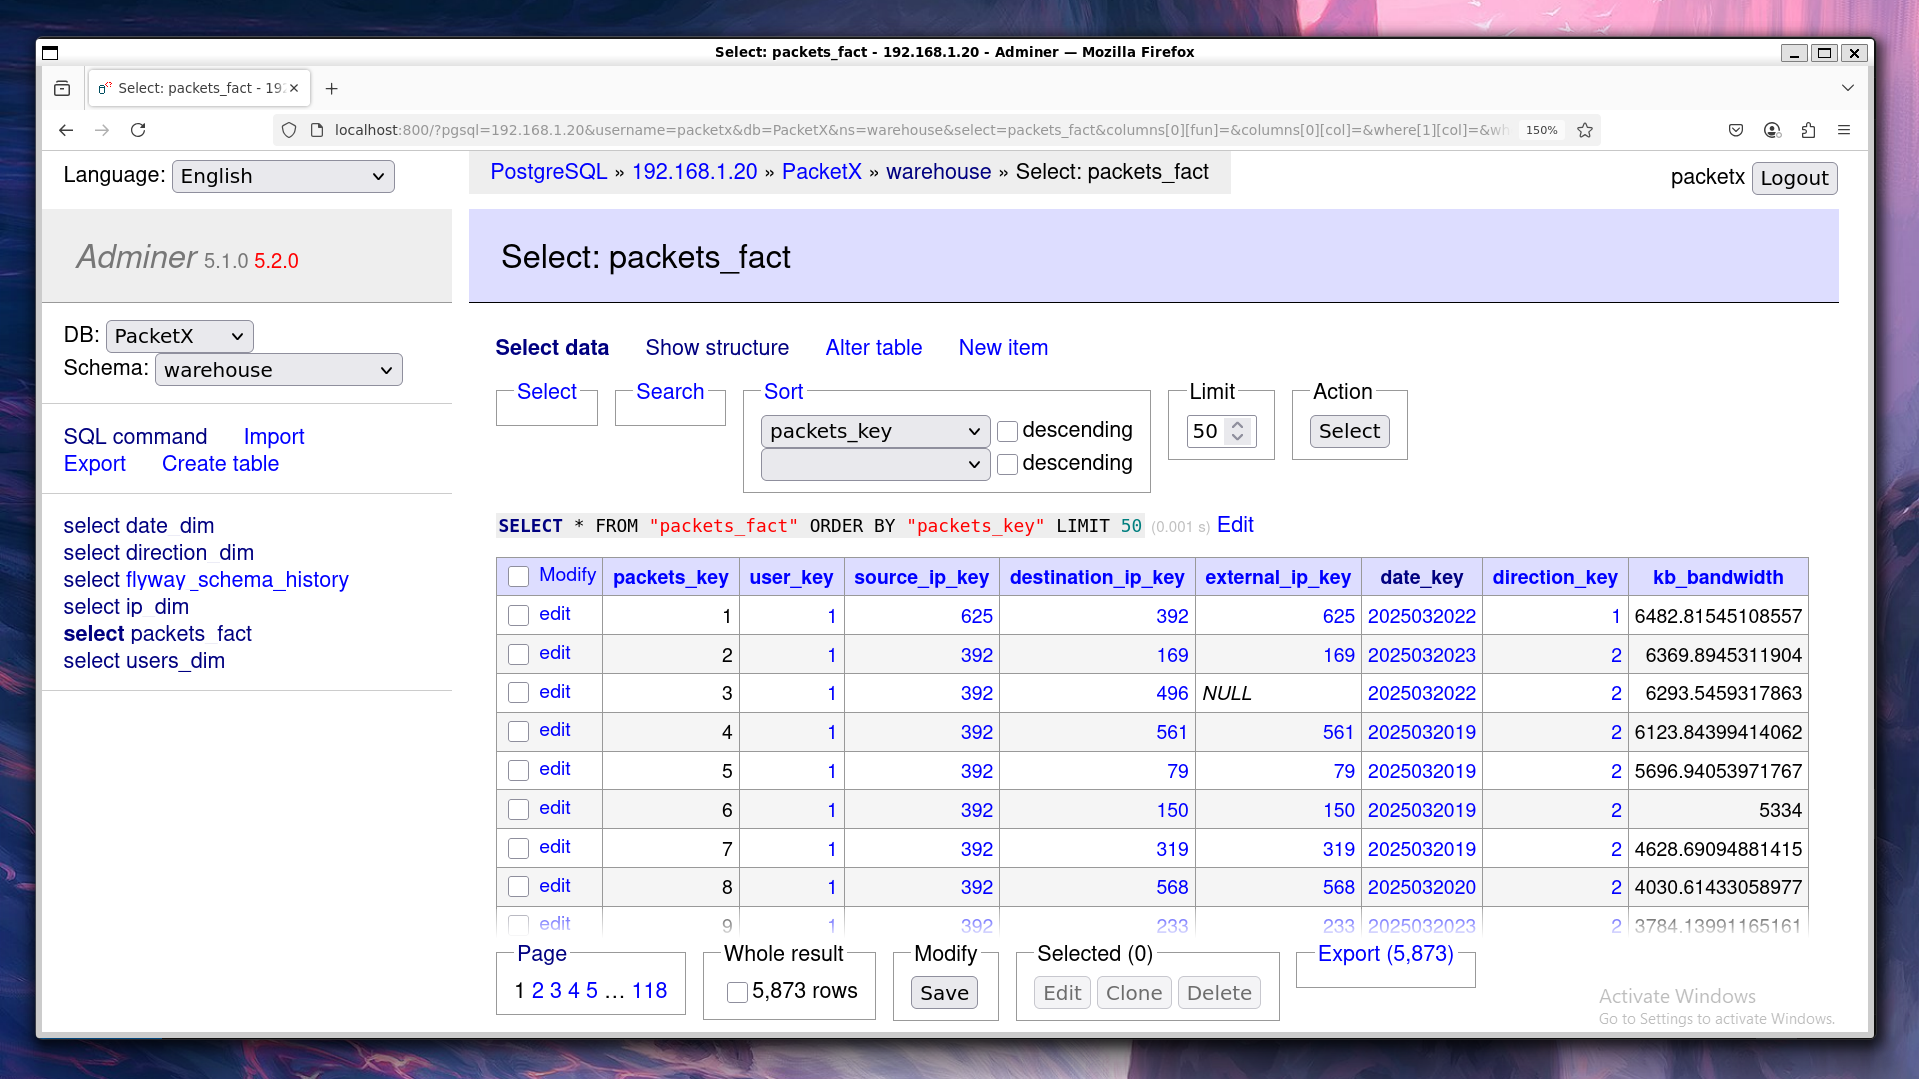 Select: packets_fact - 192.168.1.20 - Adminer — Mozilla Firefox
Select: packets_fact - 19
localhost:800/?pgsql=192.168.1.20&username=packetx&db=PacketX&ns=warehouse&select=packets_fact&columns[0][fun]=&columns[0][col]=&where[1][col]=&wh
150%
Language: English
PostgreSQL » 192.168.1.20 » PacketX » warehouse » Select: packets_fact
packetx Logout
Adminer 5.1.0 5.2.0
Select: packets_fact
DB: PacketX
Schema: warehouse
SQL command Import
Export Create table
select date_dim
select direction_dim
select flyway_schema_history
select ip_dim
select packets_fact
select users_dim
Select data Show structure Alter table New item
Select Search Sort Limit Action
packets_key descending 50 Select
descending
SELECT * FROM "packets_fact" ORDER BY "packets_key" LIMIT 50 (0.001 s) Edit
Modify packets_key user_key source_ip_key destination_ip_key external_ip_key date_key direction_key kb_bandwidth
edit 1 1 625 392 625 2025032022 1 6482.81545108557
edit 2 1 392 169 169 2025032023 2 6369.8945311904
edit 3 1 392 496 NULL 2025032022 2 6293.5459317863
edit 4 1 392 561 561 2025032019 2 6123.84399414062
edit 5 1 392 79 79 2025032019 2 5696.94053971767
edit 6 1 392 150 150 2025032019 2 5334
edit 7 1 392 319 319 2025032019 2 4628.69094881415
edit 8 1 392 568 568 2025032020 2 4030.61433058977
edit 9 1 392 233 233 2025032023 2 3784.13991165161
Page Whole result Modify Selected (0) Export (5,873)
1 2 3 4 5 … 118 5,873 rows Save Edit Clone Delete
Activate Windows
Go to Settings to activate Windows.